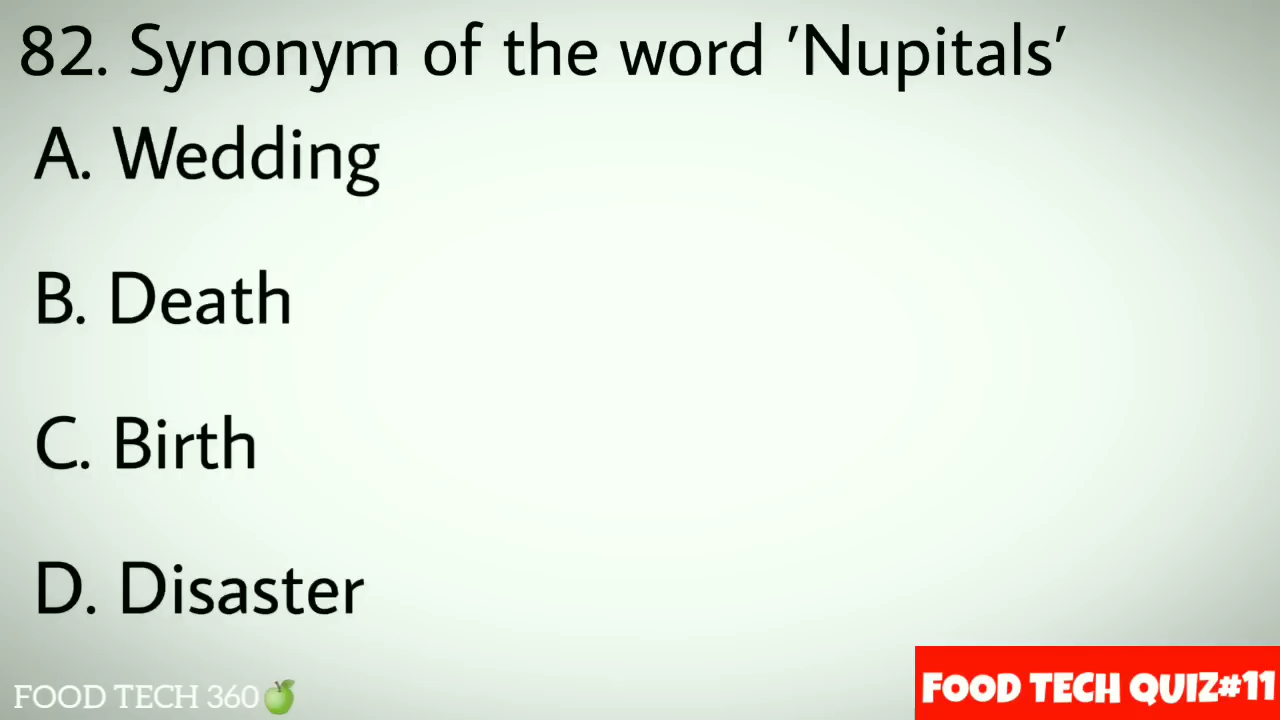 82. Synonym of the word 'Nupitals'
A. Wedding
B. Death
C. Birth
D. Disaster
FOOD TECH 360
FOOD TECH QUIZ#11